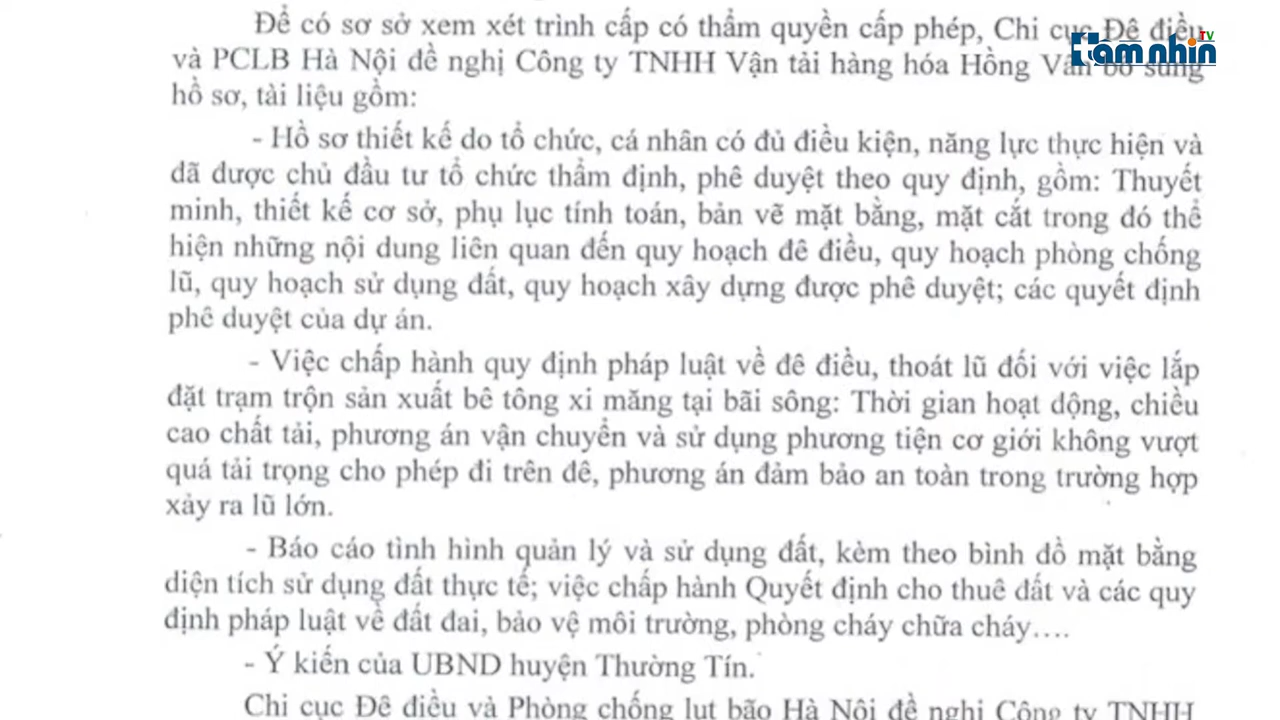 Để có sơ sở xem xét trình cấp có thẩm quyền cấp phép, Chi cục Đê điều
và PCLB Hà Nội đề nghị Công ty TNHH Vận tải hàng hóa Hồng Vân bổ sung
hồ sơ, tài liệu gồm:
- Hồ sơ thiết kế do tổ chức, cá nhân có đủ điều kiện, năng lực thực hiện và
đã được chủ đầu tư tổ chức thẩm định, phê duyệt theo quy định, gồm: Thuyết
minh, thiết kế cơ sở, phụ lục tính toán, bản vẽ mặt bằng, mặt cắt trong đó thể
hiện những nội dung liên quan đến quy hoạch đê điều, quy hoạch phòng chống
lũ, quy hoạch sử dụng đất, quy hoạch xây dựng được phê duyệt; các quyết định
phê duyệt của dự án.
- Việc chấp hành quy định pháp luật về đê điều, thoát lũ đối với việc lắp
đặt trạm trộn sản xuất bê tông xi măng tại bãi sông: Thời gian hoạt động, chiều
cao chất tải, phương án vận chuyển và sử dụng phương tiện cơ giới không vượt
quá tải trọng cho phép đi trên đê, phương án đảm bảo an toàn trong trường hợp
xảy ra lũ lớn.
- Báo cáo tình hình quản lý và sử dụng đất, kèm theo bình đồ mặt bằng
diện tích sử dụng đất thực tế; việc chấp hành Quyết định cho thuê đất và các quy
định pháp luật về đất đai, bảo vệ môi trường, phòng cháy chữa cháy….
- Ý kiến của UBND huyện Thường Tín.
Chi cục Đê điều và Phòng chống lụt bão Hà Nội đề nghị Công ty TNHH
Tầm nhìn TV